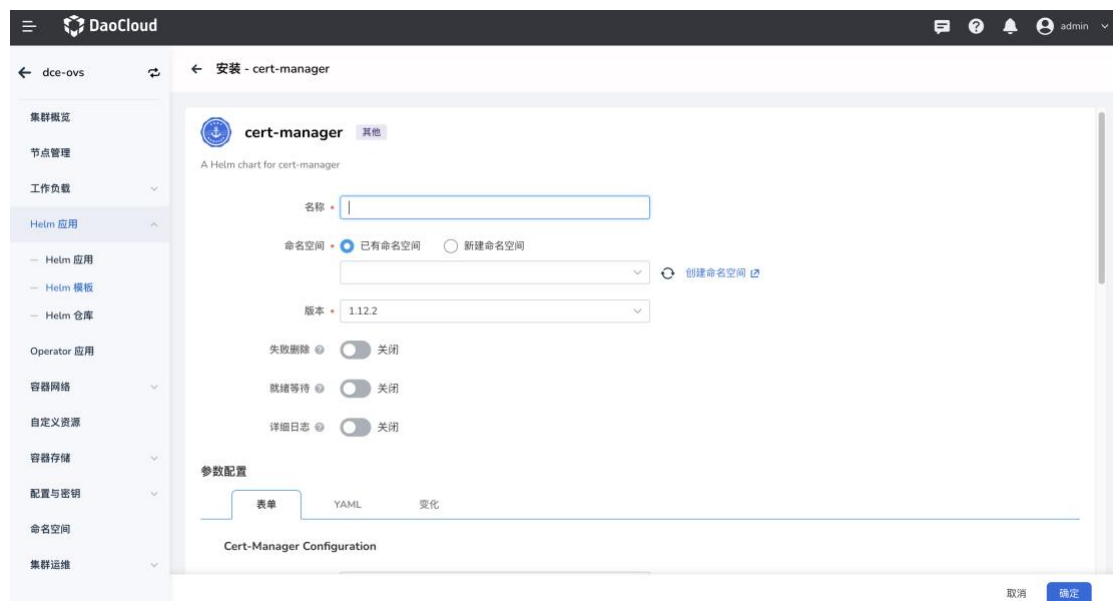 DaoCloud
admin
dce-ovs
集群概览
节点管理
工作负载
Helm 应用
Helm 应用
Helm 模板
Helm 仓库
Operator 应用
容器网络
自定义资源
容器存储
配置与密钥
命名空间
集群运维
安装 - cert-manager
cert-manager 其他
A Helm chart for cert-manager
名称
命名空间 已有命名空间 新建命名空间
创建命名空间
版本 1.12.2
失败删除 关闭
就绪等待 关闭
详细日志 关闭
参数配置
表单 YAML 变化
Cert-Manager Configuration
取消 确定